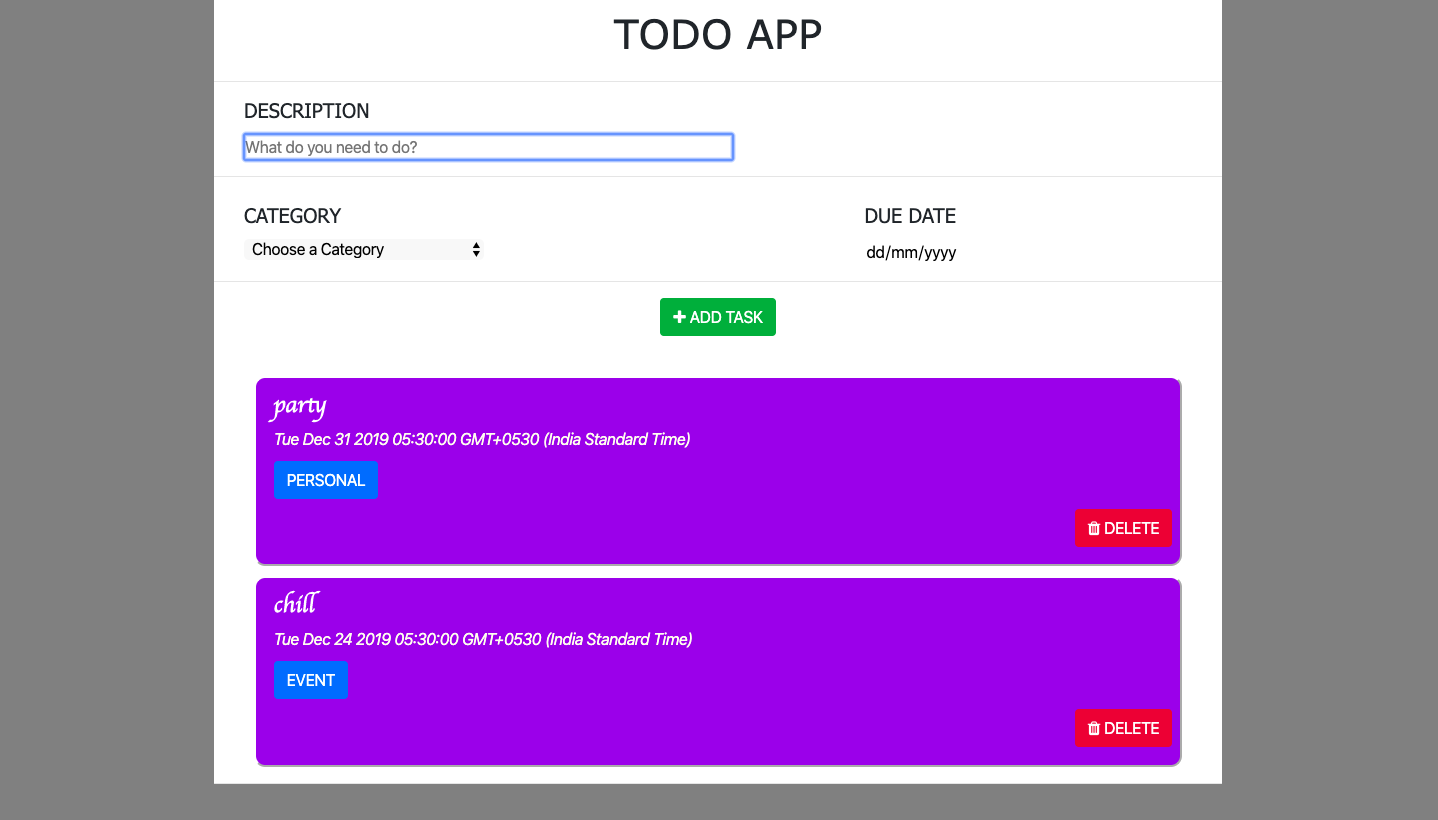 TODO APP
DESCRIPTION
What do you need to do?
CATEGORY
DUE DATE
Choose a Category
dd/mm/yyyy
ADD TASK
party
Tue Dec 31 2019 05:30:00 GMT+0530 (India Standard Time)
PERSONAL
DELETE
chill
Tue Dec 24 2019 05:30:00 GMT+0530 (India Standard Time)
EVENT
DELETE